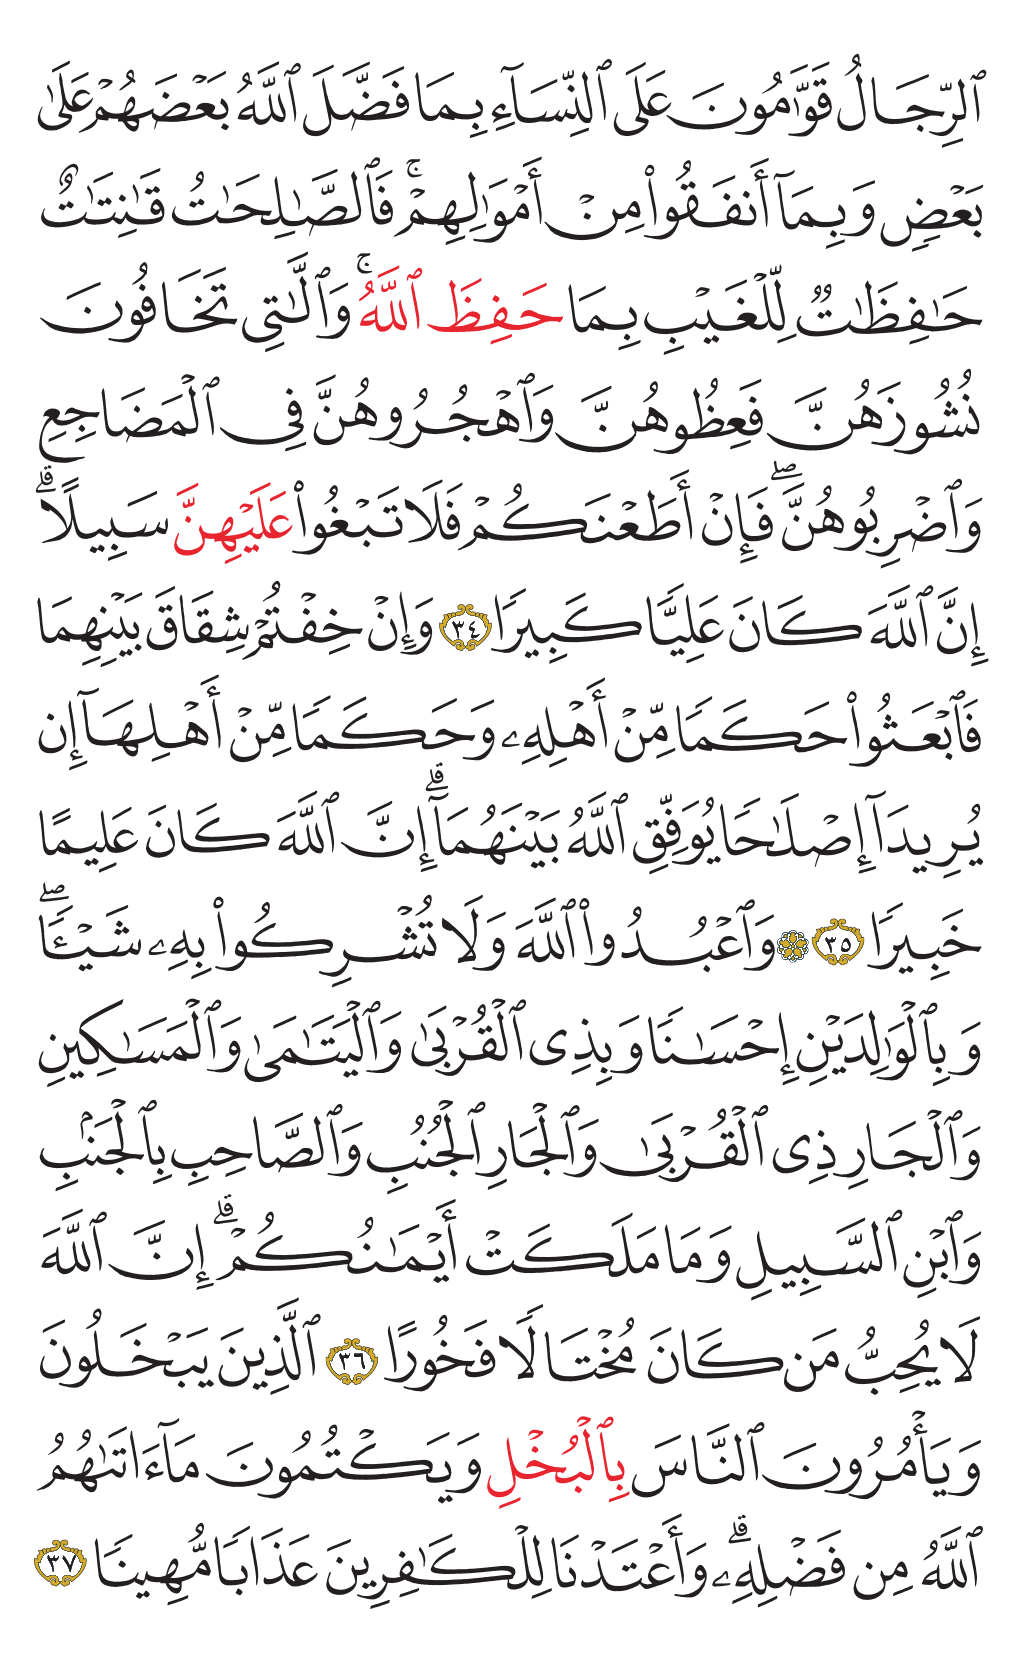 ٱلرِّجَالُ قَوَّٰمُونَ عَلَى ٱلنِّسَآءِ بِمَا فَضَّلَ ٱللَّهُ بَعۡضَهُمۡ عَلَىٰ
بَعۡضٖ وَبِمَآ أَنفَقُواْ مِنۡ أَمۡوَٰلِهِمۡۚ فَٱلصَّٰلِحَٰتُ قَٰنِتَٰتٌ
حَٰفِظَٰتٞ لِّلۡغَيۡبِ بِمَا حَفِظَ ٱللَّهُۚ وَٱلَّٰتِي تَخَافُونَ
نُشُوزَهُنَّ فَعِظُوهُنَّ وَٱهۡجُرُوهُنَّ فِي ٱلۡمَضَاجِعِ
وَٱضۡرِبُوهُنَّۖ فَإِنۡ أَطَعۡنَكُمۡ فَلَا تَبۡغُواْ عَلَيۡهِنَّ سَبِيلًاۗ
إِنَّ ٱللَّهَ كَانَ عَلِيّٗا كَبِيرٗا ٣٤ وَإِنۡ خِفۡتُمۡ شِقَاقَ بَيۡنِهِمَا
فَٱبۡعَثُواْ حَكَمٗا مِّنۡ أَهۡلِهِۦ وَحَكَمٗا مِّنۡ أَهۡلِهَآ إِن
يُرِيدَآ إِصۡلَٰحٗا يُوَفِّقِ ٱللَّهُ بَيۡنَهُمَآۗ إِنَّ ٱللَّهَ كَانَ عَلِيمًا
خَبِيرٗا ٣٥ ۞ وَٱعۡبُدُواْ ٱللَّهَ وَلَا تُشۡرِكُواْ بِهِۦ شَيۡـٔٗاۖ
وَبِٱلۡوَٰلِدَيۡنِ إِحۡسَٰنٗا وَبِذِي ٱلۡقُرۡبَىٰ وَٱلۡيَتَٰمَىٰ وَٱلۡمَسَٰكِينِ
وَٱلۡجَارِ ذِي ٱلۡقُرۡبَىٰ وَٱلۡجَارِ ٱلۡجُنُبِ وَٱلصَّاحِبِ بِٱلۡجَنۢبِ
وَٱبۡنِ ٱلسَّبِيلِ وَمَا مَلَكَتۡ أَيۡمَٰنُكُمۡۗ إِنَّ ٱللَّهَ
لَا يُحِبُّ مَن كَانَ مُخۡتَالٗا فَخُورًا ٣٦ ٱلَّذِينَ يَبۡخَلُونَ
وَيَأۡمُرُونَ ٱلنَّاسَ بِٱلۡبُخۡلِ وَيَكۡتُمُونَ مَآ ءَاتَىٰهُمُ
ٱللَّهُ مِن فَضۡلِهِۦۗ وَأَعۡتَدۡنَا لِلۡكَٰفِرِينَ عَذَابٗا مُّهِينٗا ٣٧